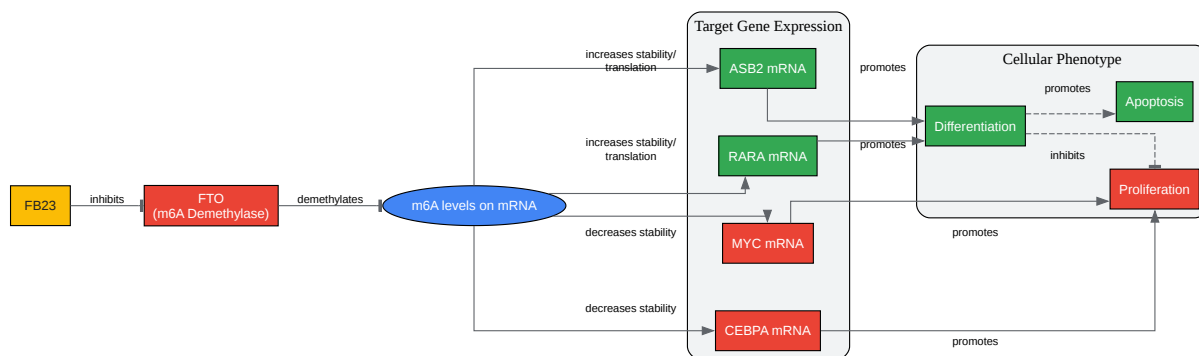 Target Gene Expression
increases stability/
translation
ASB2 mRNA
promotes
Cellular Phenotype
promotes
Apoptosis
Differentiation
increases stability/
translation
RARA mRNA
promotes
inhibits
FB23
inhibits
FTO
(m6A Demethylase)
demethylates
m6A levels on mRNA
Proliferation
decreases stability
MYC mRNA
promotes
decreases stability
CEBPA mRNA
promotes